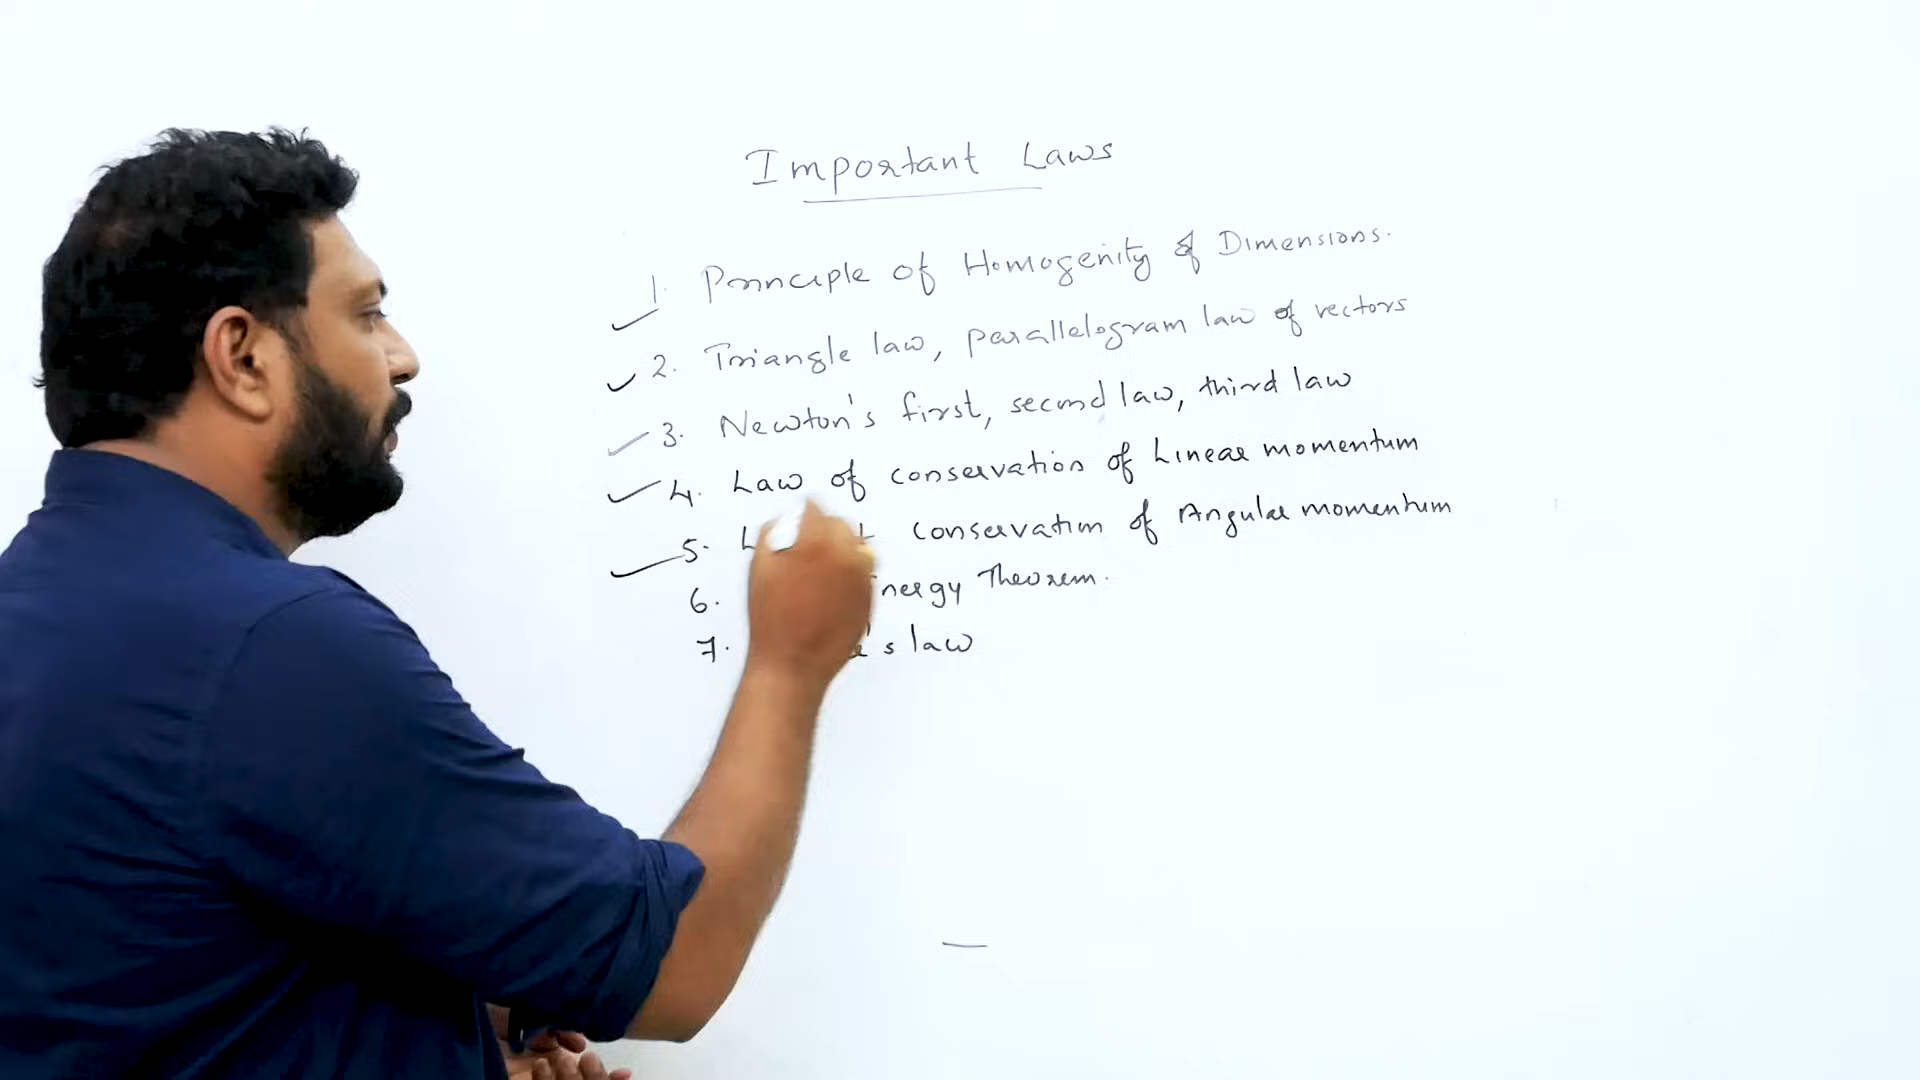 Important Laws
1. Principle of Homogenity of Dimensions.
2. Triangle law, parallelogram law of vectors
3. Newton's first, second law, third law
4. Law of conservation of Linear momentum
5. conservation of Angular momentum
6. Theorem.
7. law